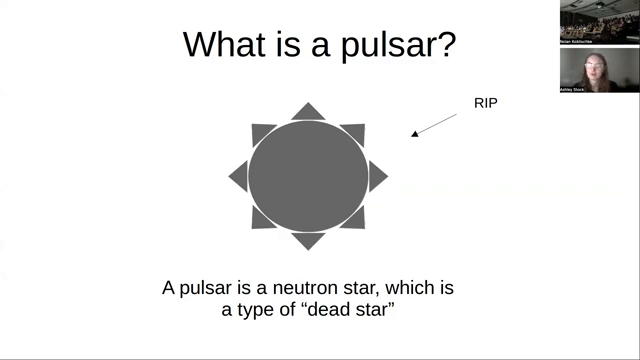 What is a pulsar?
RIP
A pulsar is a neutron star, which is
a type of “dead star”
Ashley Stock